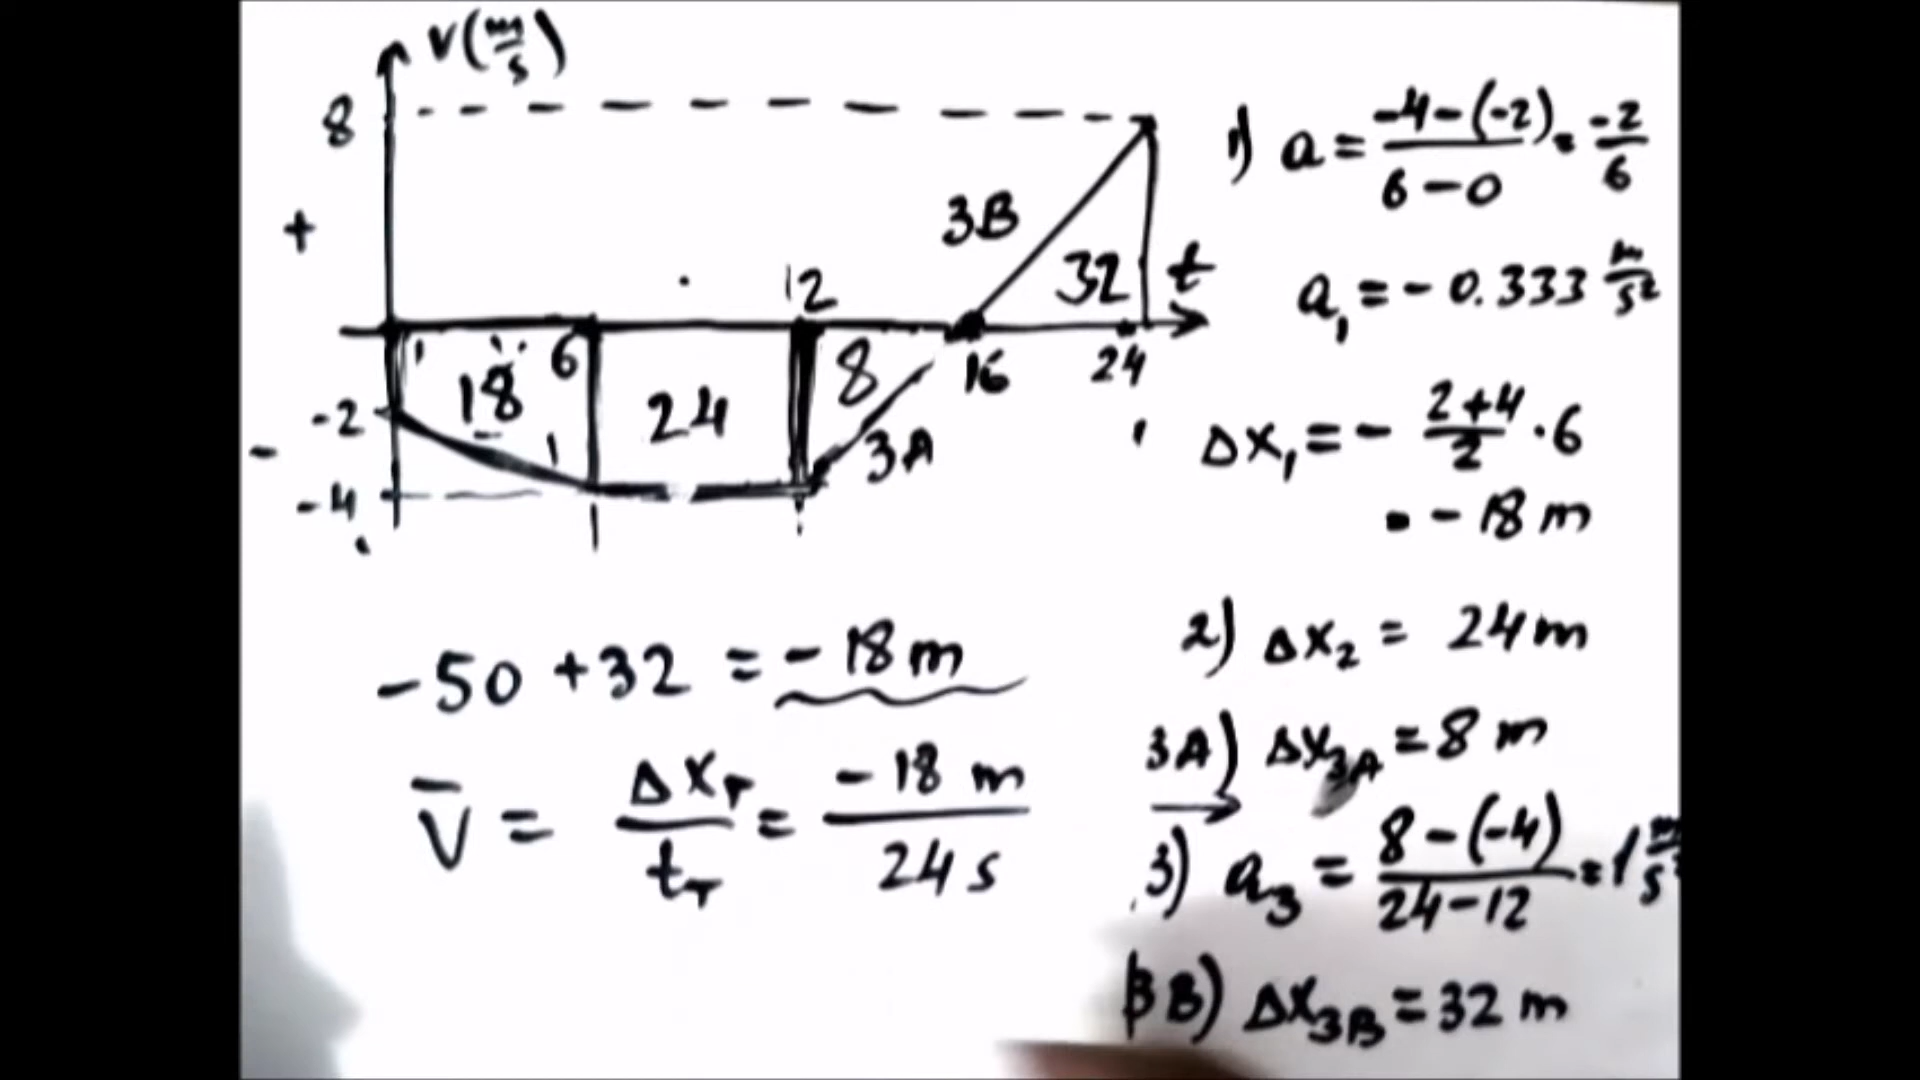 v(m/s)
8
+
12
3B
32
t
6
18
24
8
16
24
-2
3A
-
-4
1) a = -4-(-2)/6-0 = -2/6
a₁ = -0.333 m/s²
Δx₁ = - 2+4/2 · 6
= -18 m
2) Δx₂ = 24 m
3A) Δx3A = 8 m
3) a₃ = 8-(-4)/24-12 = 1 m/s²
3B) Δx3B = 32 m
-50 + 32 = -18 m
v̄ = ΔxT/tT = -18 m/24 s